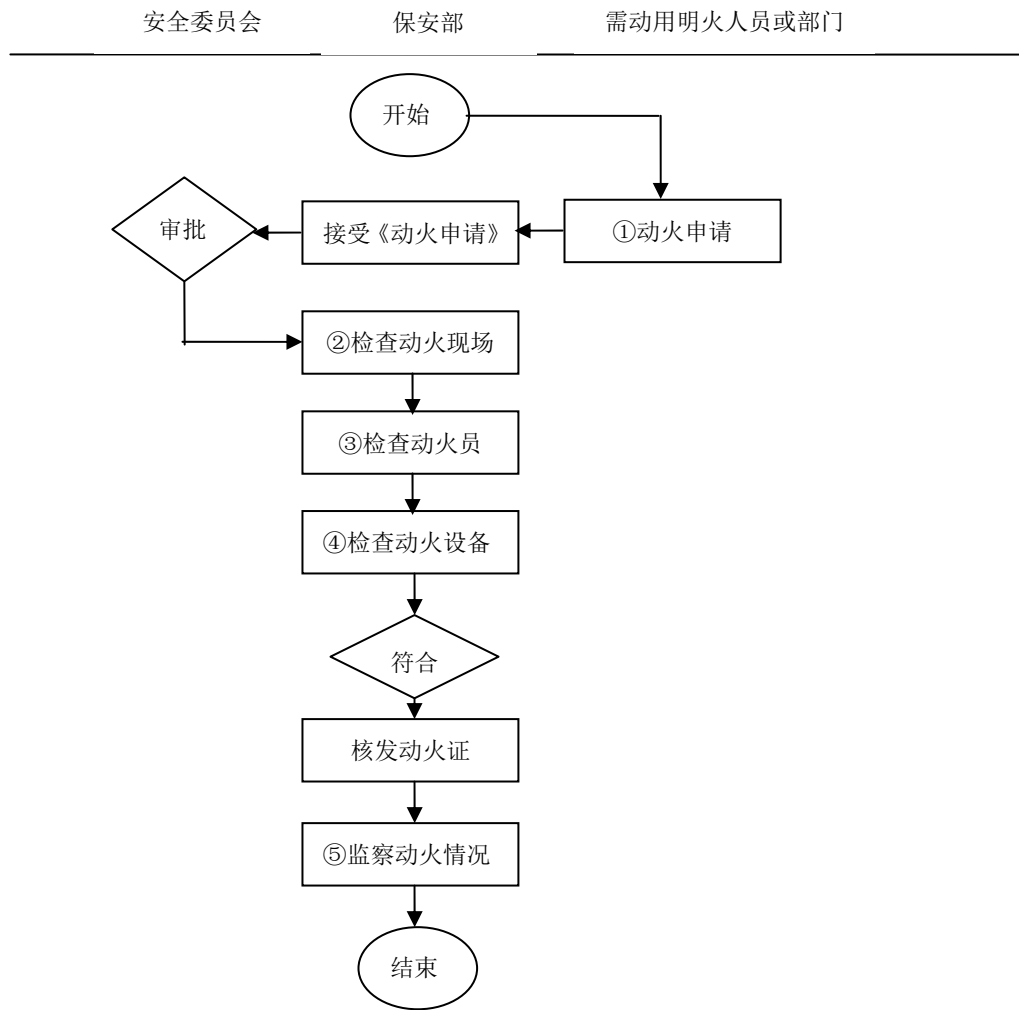 安全委员会 保安部 需动用明火人员或部门
开始
审批 接受《动火申请》 ①动火申请
②检查动火现场
③检查动火员
④检查动火设备
符合
核发动火证
⑤监察动火情况
结束